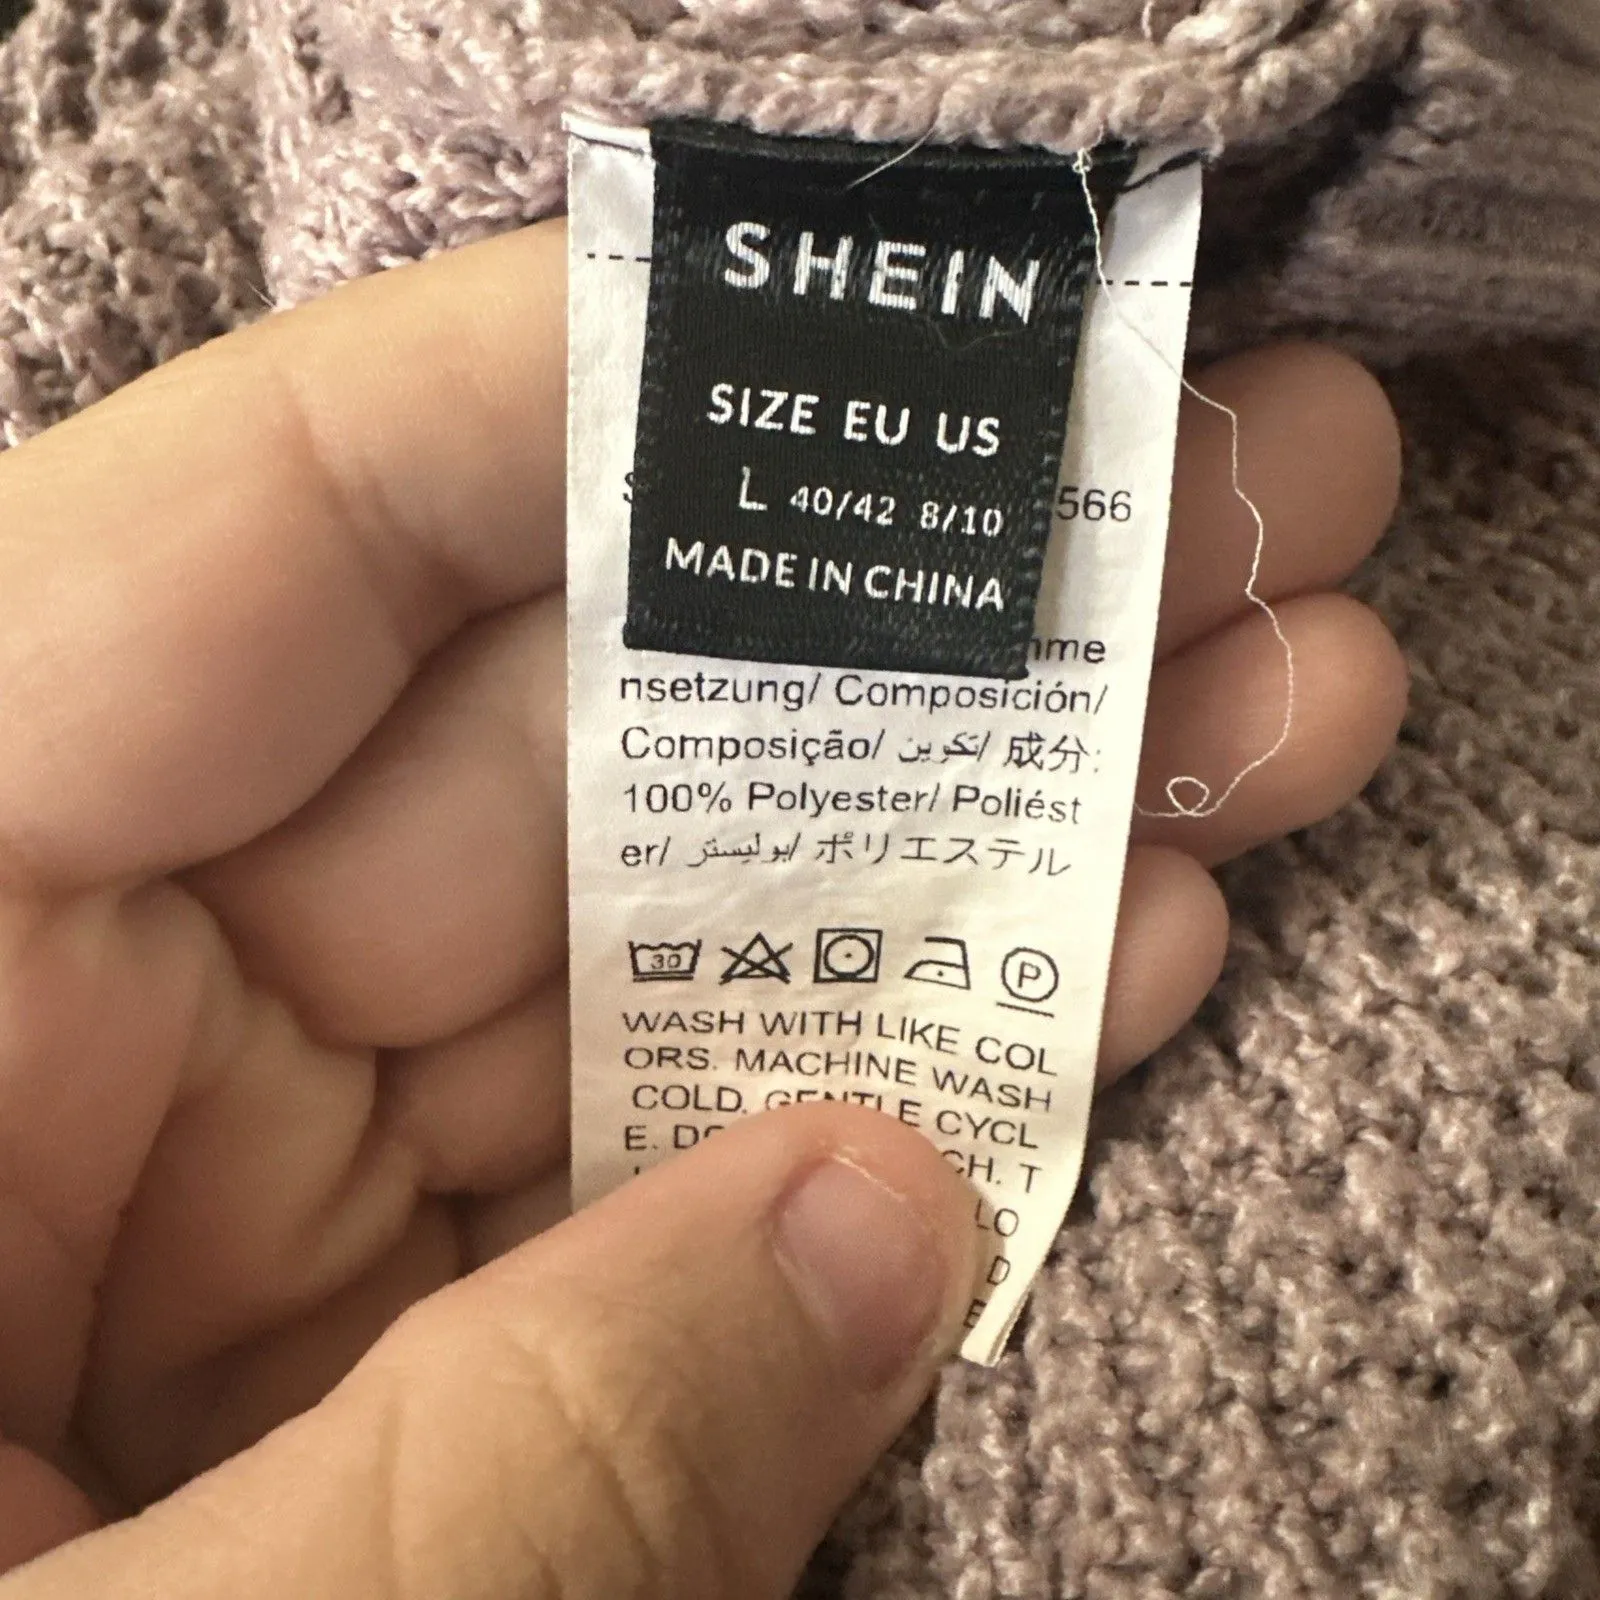 SHEIN
SIZE EU US
L 40/42 8/10
566
MADE IN CHINA
nsetzung/ Composición/
Composição/ تكوين/ 成分:
100% Polyester/ Poliést
er/ بوليستر/ ポリエステル
30
P
WASH WITH LIKE COL
ORS. MACHINE WASH
COLD. GENTLE CYCL
E. CH. T
LO
D
E